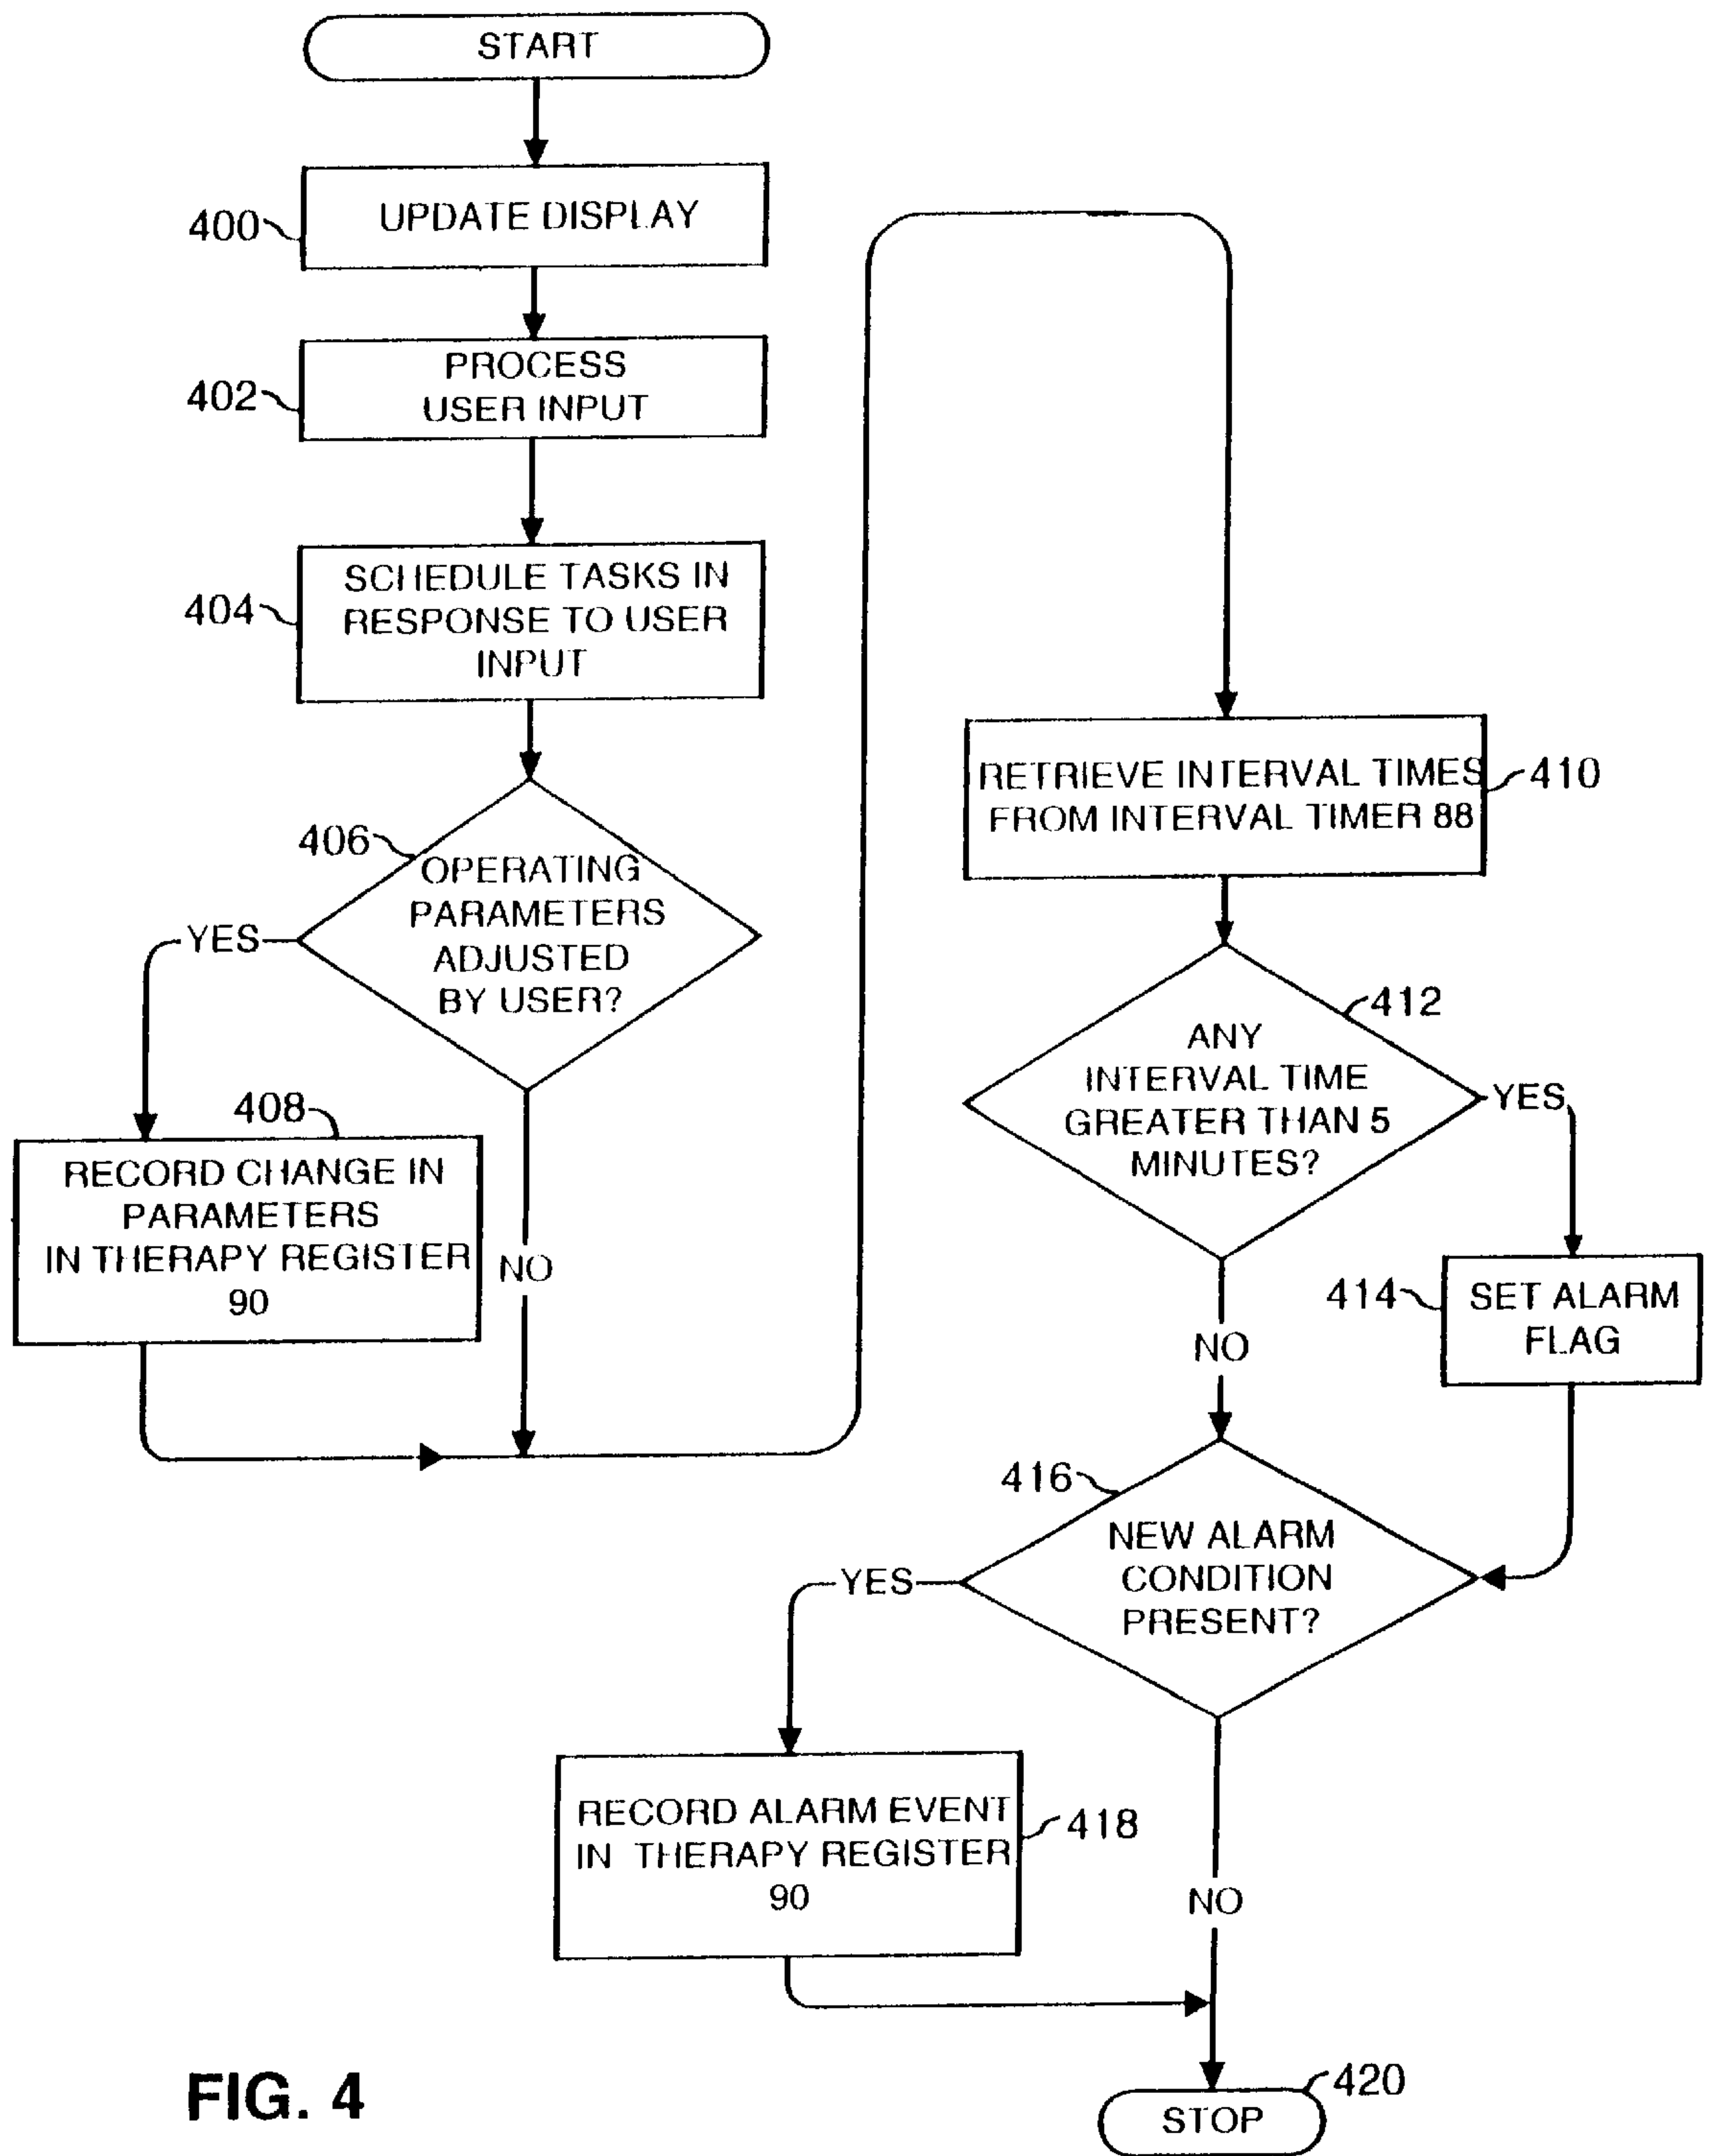 START
400
UPDATE DISPLAY
402
PROCESS
USER INPUT
404
SCHEDULE TASKS IN
RESPONSE TO USER
INPUT
406
OPERATING
PARAMETERS
ADJUSTED
BY USER?
YES
NO
408
RECORD CHANGE IN
PARAMETERS
IN THERAPY REGISTER
90
RETRIEVE INTERVAL TIMES
FROM INTERVAL TIMER 88
410
412
ANY
INTERVAL TIME
GREATER THAN 5
MINUTES?
YES
NO
414
SET ALARM
FLAG
416
NEW ALARM
CONDITION
PRESENT?
YES
NO
RECORD ALARM EVENT
IN THERAPY REGISTER
90
418
420
STOP
FIG. 4